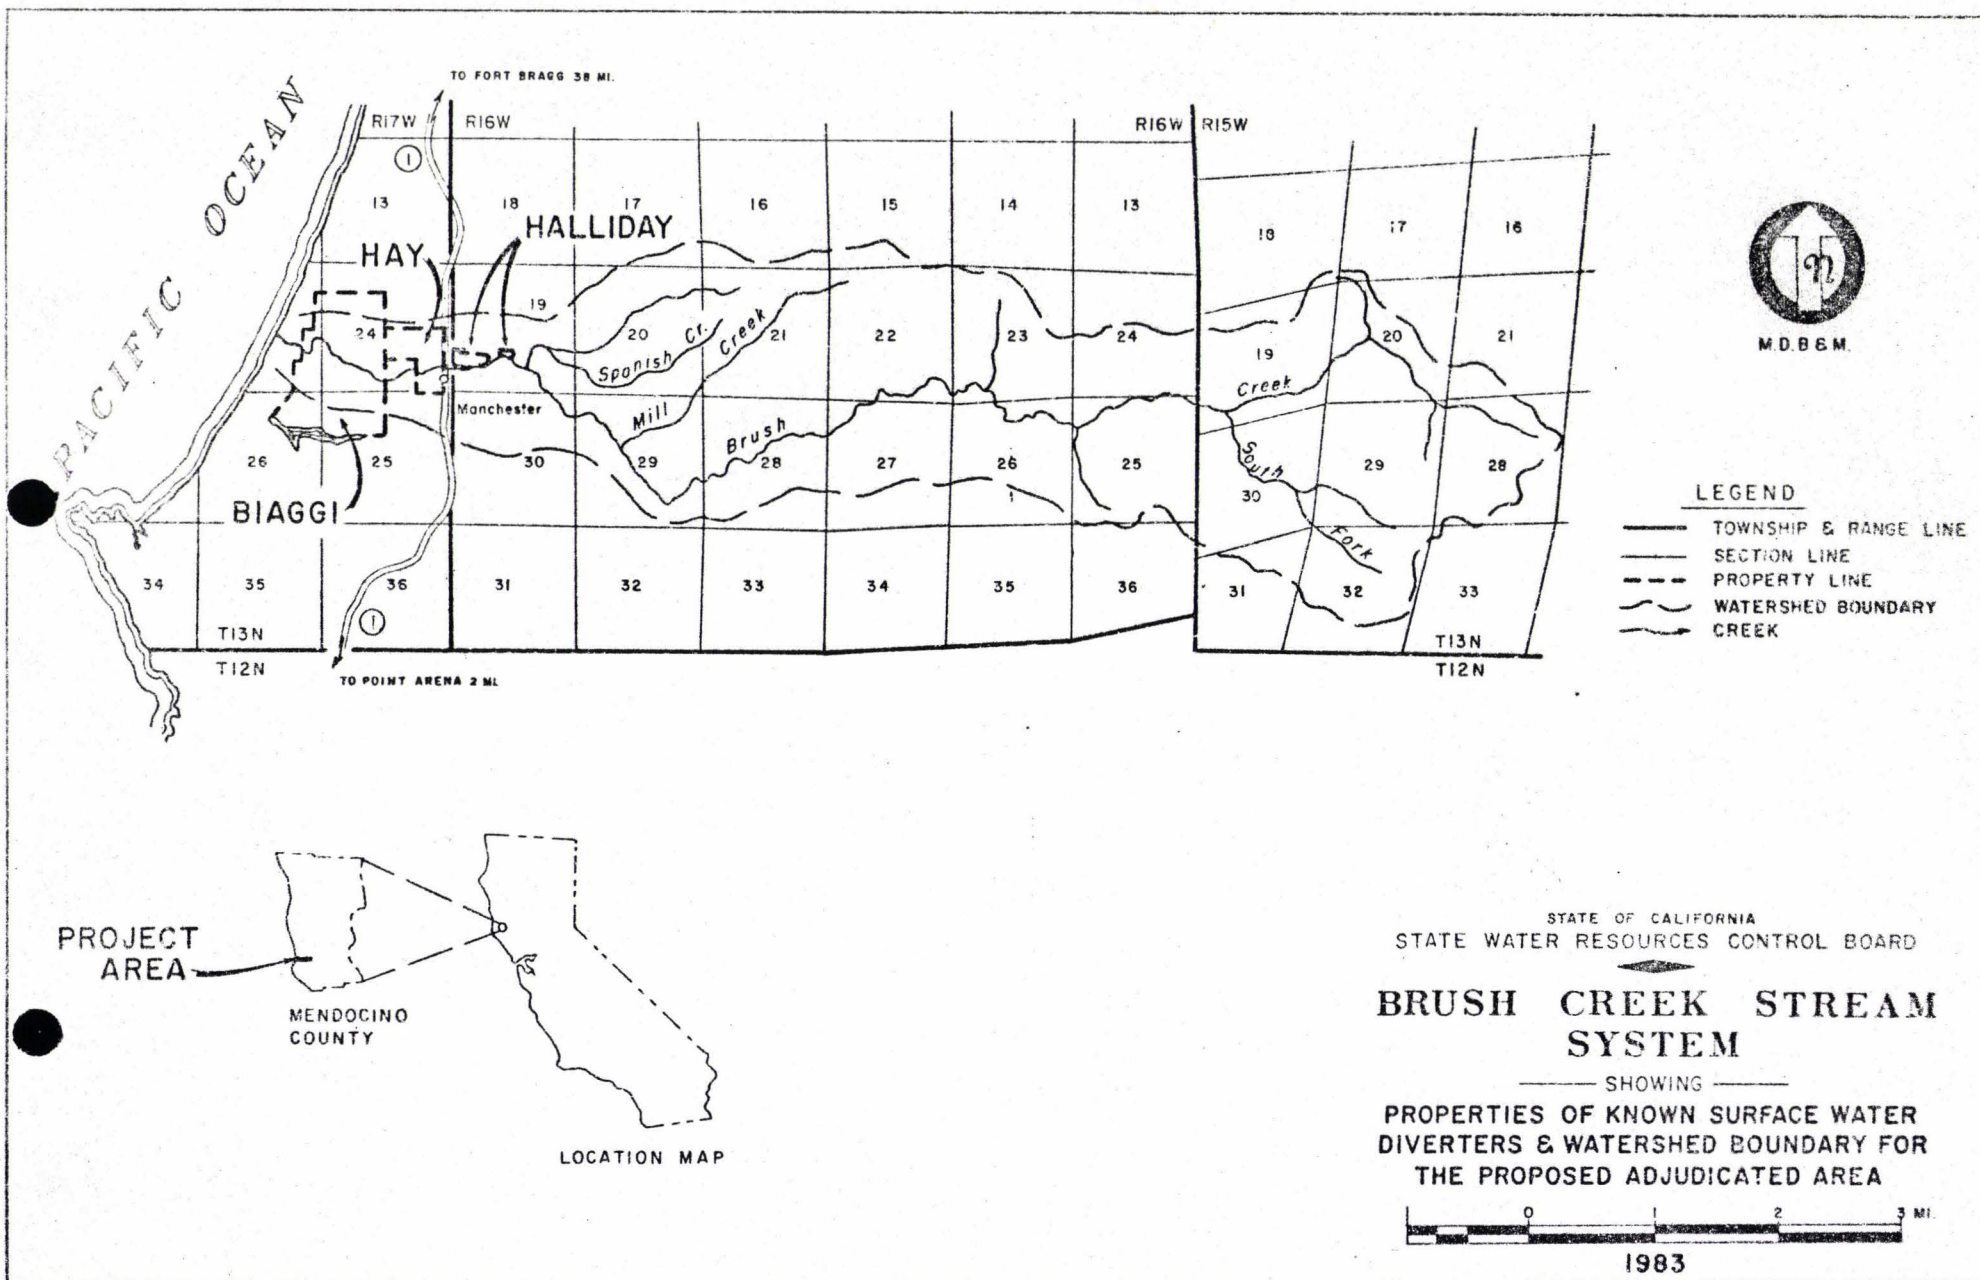 TO FORT BRAGG 38 MI.
R17W R16W
R16W R15W
1
PACIFIC OCEAN
13 18 17 16 15 14 13
18 17 16
HALLIDAY
HAY
19
24 20 21 22 23 24 19 20 21
Spanish Cr.
Mill Creek
Creek
Manchester
Brush
26 25 30 29 28 27 26 25 30 29 28
South Fork
BIAGGI
34 35 36 31 32 33 34 35 36 31 32 33
1
T13N
T12N
T13N
T12N
TO POINT ARENA 2 MI.
n
M.D.B & M.
LEGEND
TOWNSHIP & RANGE LINE
SECTION LINE
PROPERTY LINE
WATERSHED BOUNDARY
CREEK
PROJECT
AREA
MENDOCINO
COUNTY
LOCATION MAP
STATE OF CALIFORNIA
STATE WATER RESOURCES CONTROL BOARD
BRUSH CREEK STREAM
SYSTEM
SHOWING
PROPERTIES OF KNOWN SURFACE WATER
DIVERTERS & WATERSHED BOUNDARY FOR
THE PROPOSED ADJUDICATED AREA
1 0 1 2 3 MI.
1983